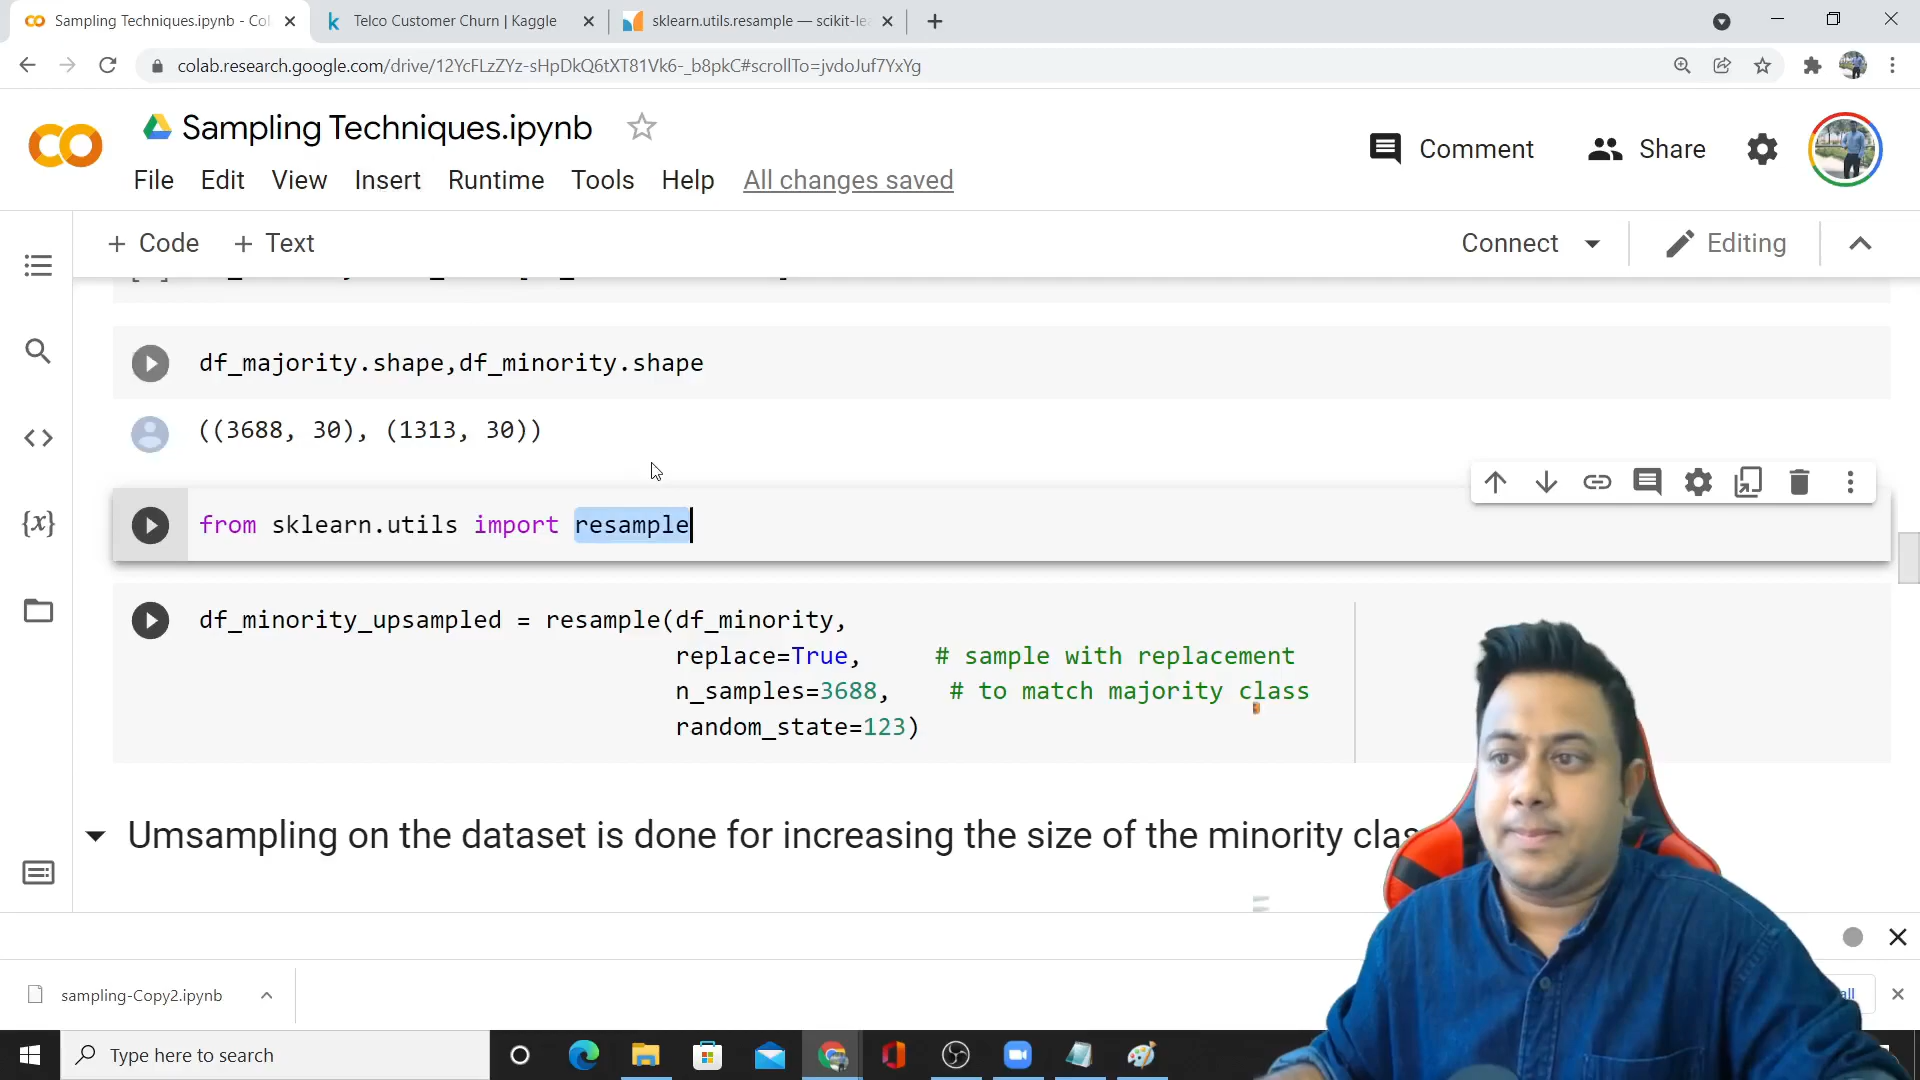 Sampling Techniques.ipynb - Col
Telco Customer Churn | Kaggle
sklearn.utils.resample — scikit-le
colab.research.google.com/drive/12YcFLzZYz-sHpDkQ6tXT81Vk6-_b8pkC#scrollTo=jvdoJuf7YxYg
Sampling Techniques.ipynb
Comment
Share
File Edit View Insert Runtime Tools Help All changes saved
+ Code + Text
Connect
Editing
df_majority.shape,df_minority.shape
((3688, 30), (1313, 30))
from sklearn.utils import resample
df_minority_upsampled = resample(df_minority,
replace=True, # sample with replacement
n_samples=3688, # to match majority class
random_state=123)
Umsampling on the dataset is done for increasing the size of the minority clas
sampling-Copy2.ipynb
all
Type here to search